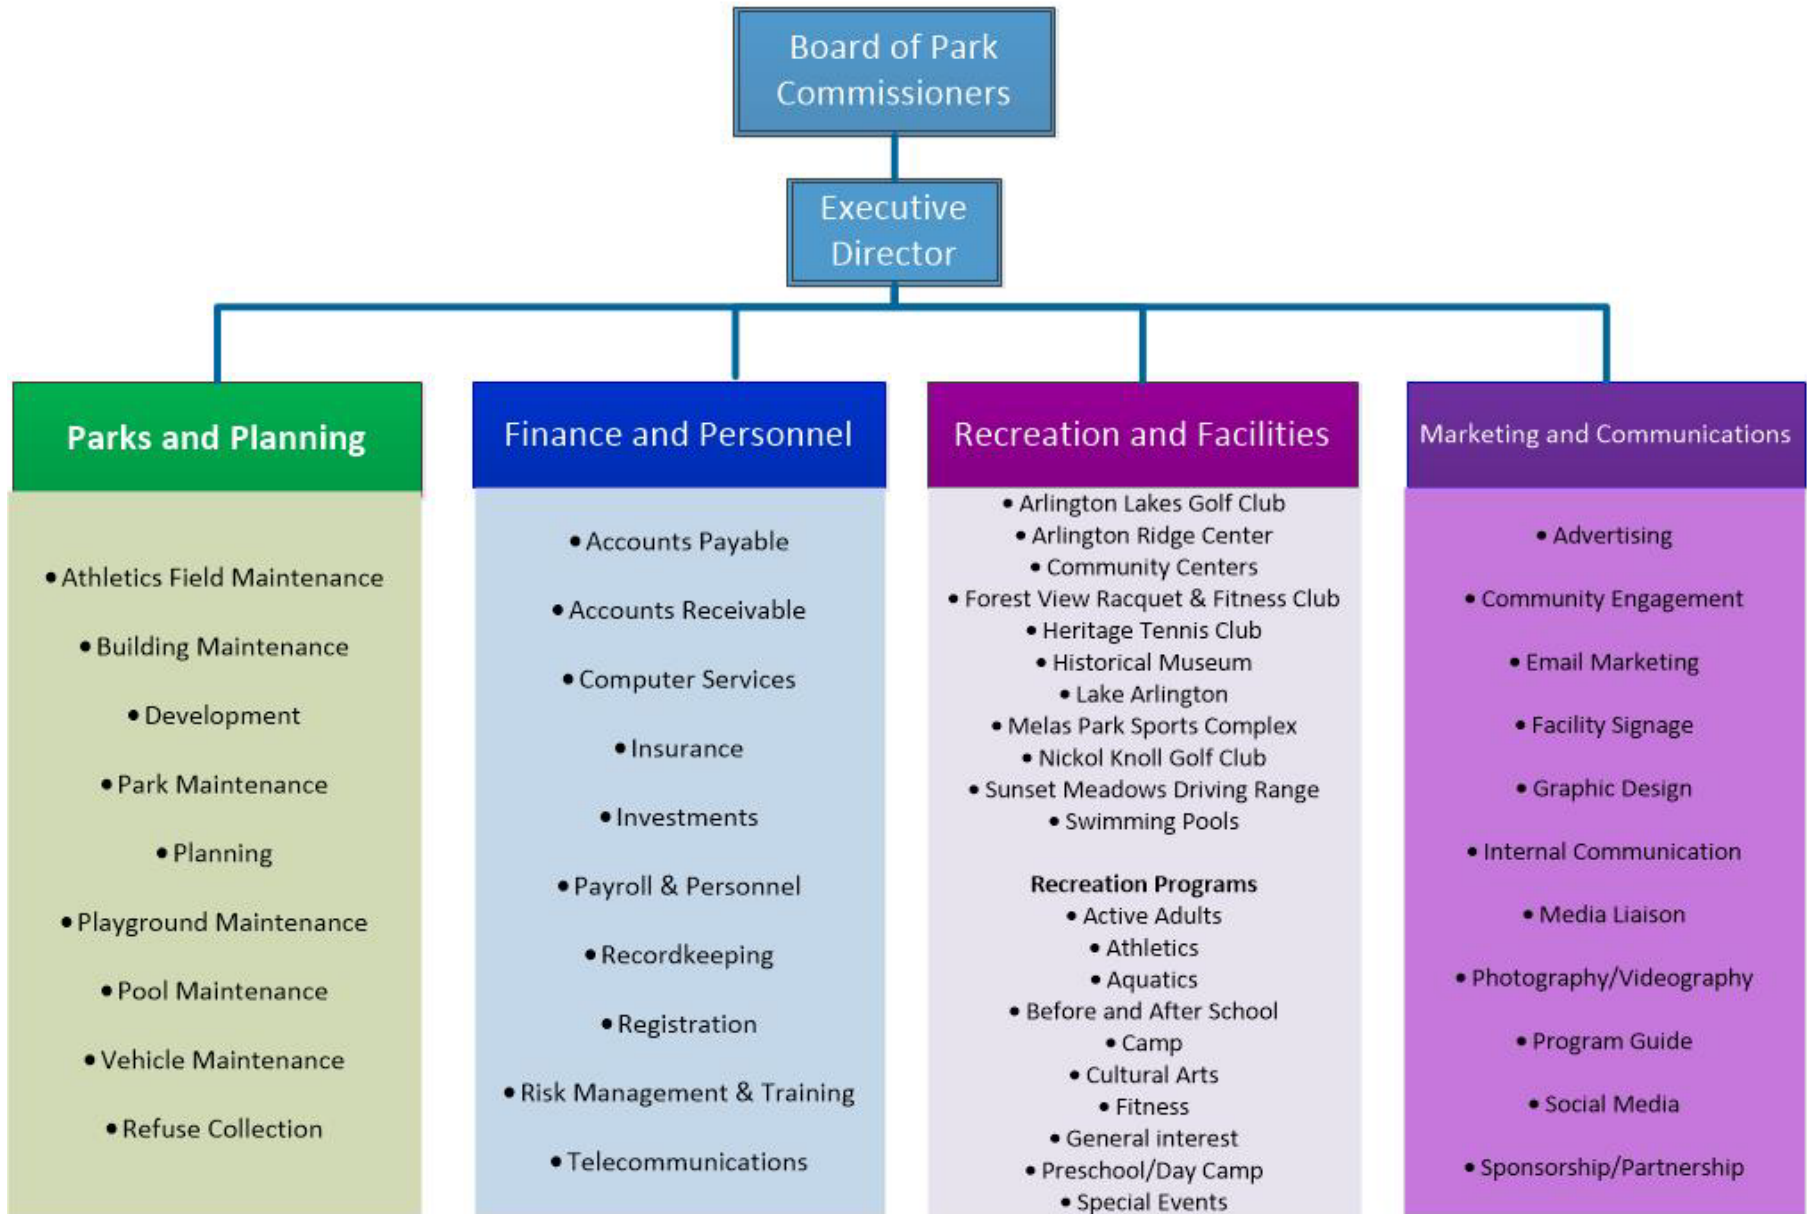 Board of Park
Commissioners
Executive
Director
Parks and Planning
• Athletics Field Maintenance
• Building Maintenance
• Development
• Park Maintenance
• Planning
• Playground Maintenance
• Pool Maintenance
• Vehicle Maintenance
• Refuse Collection
Finance and Personnel
• Accounts Payable
• Accounts Receivable
• Computer Services
• Insurance
• Investments
• Payroll & Personnel
• Recordkeeping
• Registration
• Risk Management & Training
• Telecommunications
Recreation and Facilities
• Arlington Lakes Golf Club
• Arlington Ridge Center
• Community Centers
• Forest View Racquet & Fitness Club
• Heritage Tennis Club
• Historical Museum
• Lake Arlington
• Melas Park Sports Complex
• Nickol Knoll Golf Club
• Sunset Meadows Driving Range
• Swimming Pools
Recreation Programs
• Active Adults
• Athletics
• Aquatics
• Before and After School
• Camp
• Cultural Arts
• Fitness
• General interest
• Preschool/Day Camp
• Special Events
Marketing and Communications
• Advertising
• Community Engagement
• Email Marketing
• Facility Signage
• Graphic Design
• Internal Communication
• Media Liaison
• Photography/Videography
• Program Guide
• Social Media
• Sponsorship/Partnership